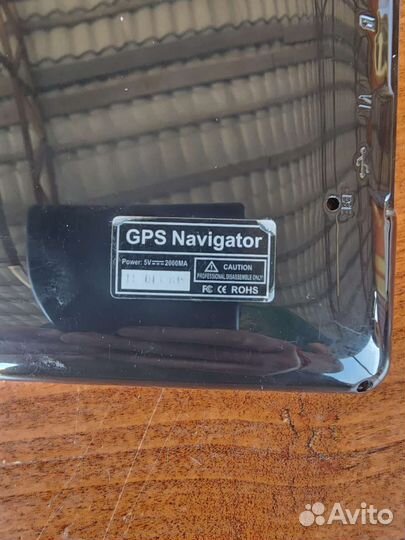 GPS Navigator
Power: 5V⎓2000MA
CAUTION
PROFESSIONAL DISASSEMBLE ONLY!
FC CE ROHS
Avito